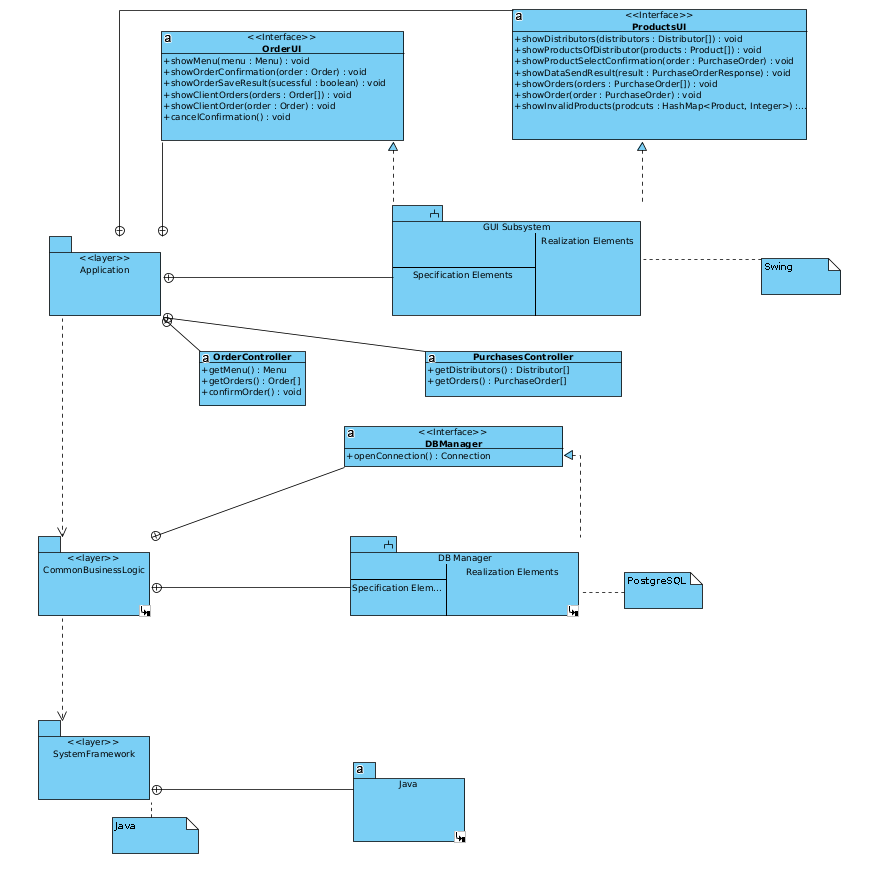 a
<<Interface>>
OrderUI
+showMenu(menu : Menu) : void
+showOrderConfirmation(order : Order) : void
+showOrderSaveResult(sucessful : boolean) : void
+showClientOrders(orders : Order[]) : void
+showClientOrder(order : Order) : void
+cancelConfirmation() : void
a
<<Interface>>
ProductsUI
+showDistributors(distributors : Distributor[]) : void
+showProductsOfDistributor(products : Product[]) : void
+showProductSelectConfirmation(order : PurchaseOrder) : void
+showDataSendResult(result : PurchaseOrderResponse) : void
+showOrders(orders : PurchaseOrder[]) : void
+showOrder(order : PurchaseOrder) : void
+showInvalidProducts(prodcuts : HashMap<Product, Integer>) :...
GUI Subsystem
Realization Elements
Specification Elements
Swing
<<layer>>
Application
a OrderController
+getMenu() : Menu
+getOrders() : Order[]
+confirmOrder() : void
a PurchasesController
+getDistributors() : Distributor[]
+getOrders() : PurchaseOrder[]
a
<<Interface>>
DBManager
+openConnection() : Connection
<<layer>>
CommonBusinessLogic
DB Manager
Realization Elements
Specification Elem...
PostgreSQL
<<layer>>
SystemFramework
a
Java
Java